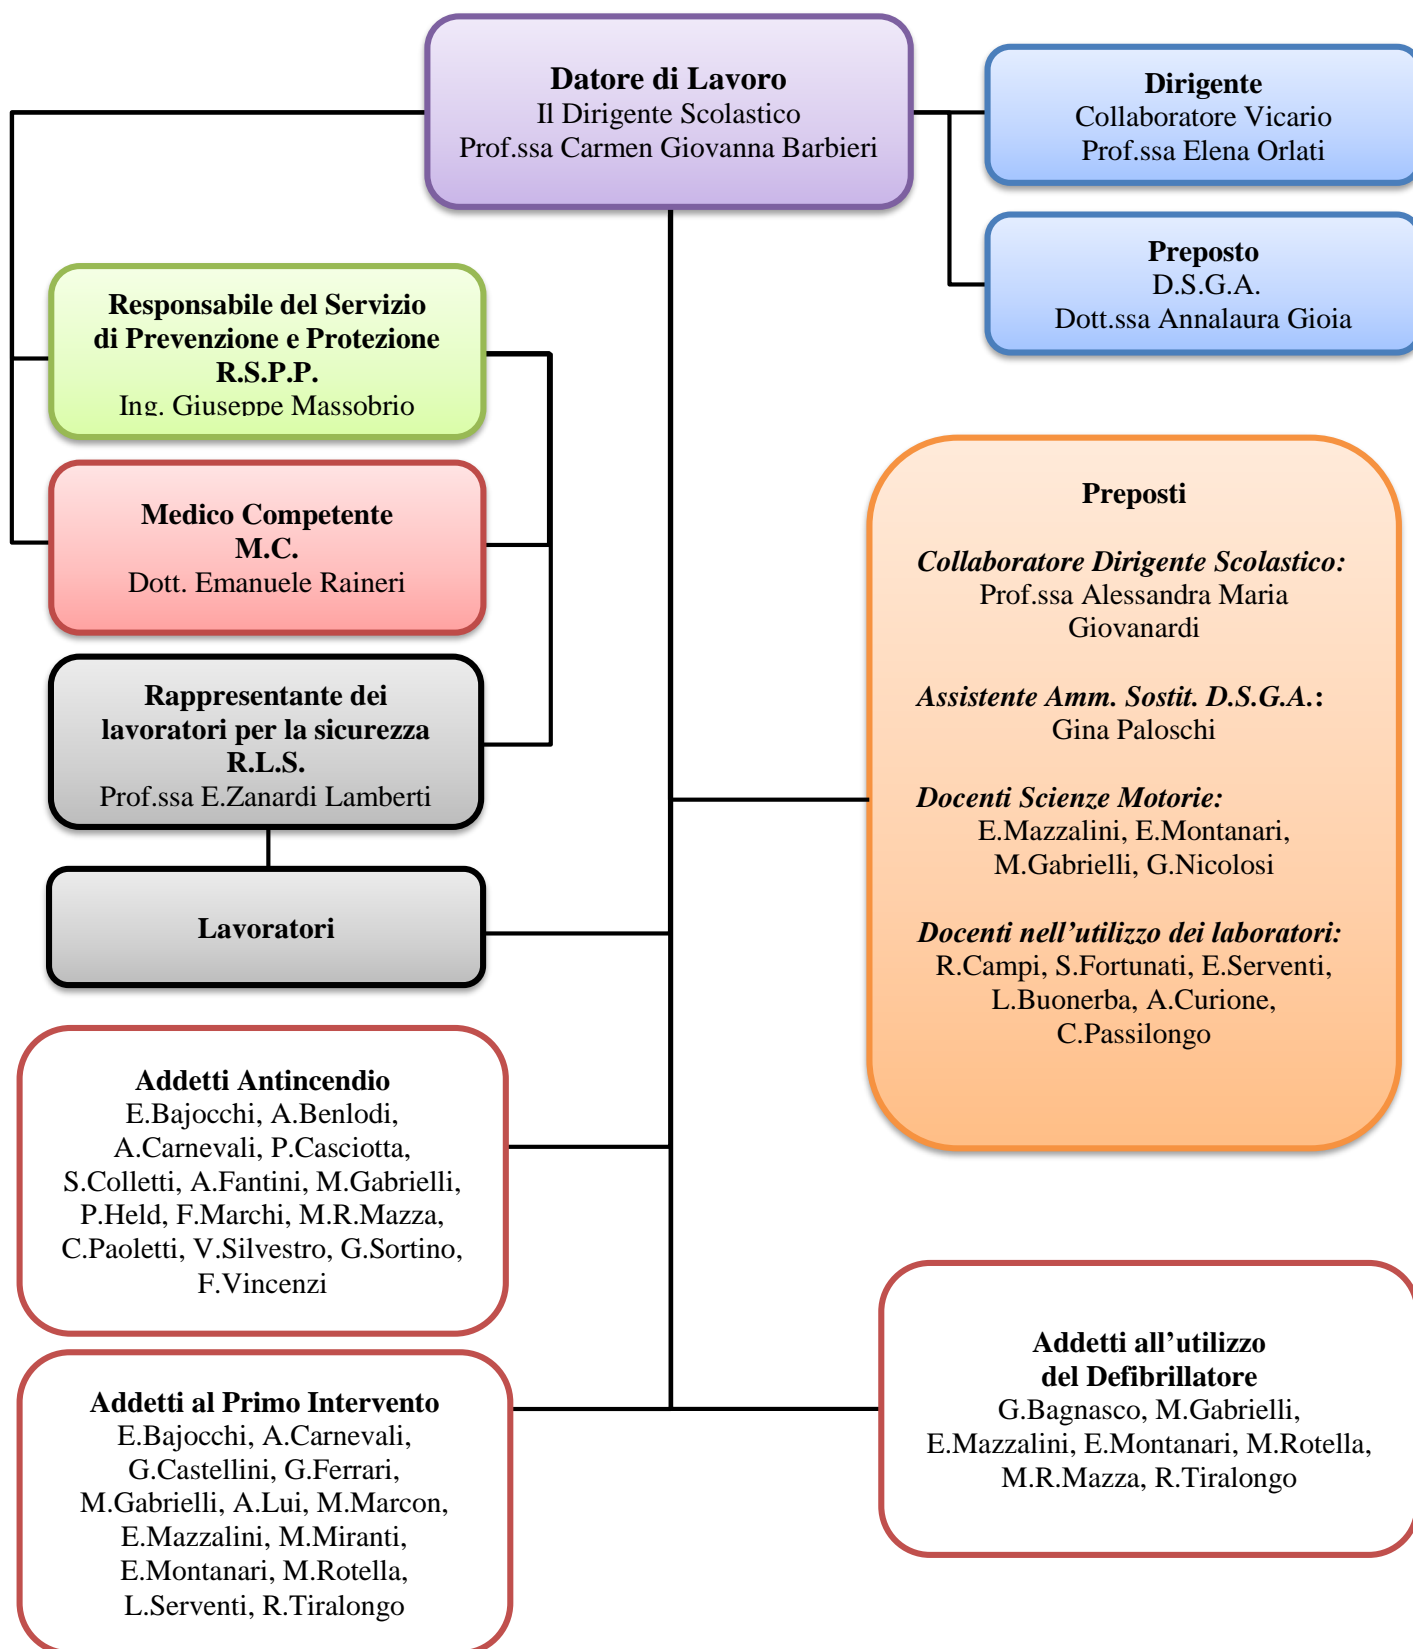 Datore di Lavoro
Il Dirigente Scolastico
Prof.ssa Carmen Giovanna Barbieri
Dirigente
Collaboratore Vicario
Prof.ssa Elena Orlati
Preposto
D.S.G.A.
Dott.ssa Annalaura Gioia
Responsabile del Servizio
di Prevenzione e Protezione
R.S.P.P.
Ing. Giuseppe Massobrio
Medico Competente
M.C.
Dott. Emanuele Raineri
Rappresentante dei
lavoratori per la sicurezza
R.L.S.
Prof.ssa E.Zanardi Lamberti
Lavoratori
Preposti
Collaboratore Dirigente Scolastico:
Prof.ssa Alessandra Maria
Giovanardi
Assistente Amm. Sostit. D.S.G.A.:
Gina Paloschi
Docenti Scienze Motorie:
E.Mazzalini, E.Montanari,
M.Gabrielli, G.Nicolosi
Docenti nell’utilizzo dei laboratori:
R.Campi, S.Fortunati, E.Serventi,
L.Buonerba, A.Curione,
C.Passilongo
Addetti Antincendio
E.Bajocchi, A.Benlodi,
A.Carnevali, P.Casciotta,
S.Colletti, A.Fantini, M.Gabrielli,
P.Held, F.Marchi, M.R.Mazza,
C.Paoletti, V.Silvestro, G.Sortino,
F.Vincenzi
Addetti al Primo Intervento
E.Bajocchi, A.Carnevali,
G.Castellini, G.Ferrari,
M.Gabrielli, A.Lui, M.Marcon,
E.Mazzalini, M.Miranti,
E.Montanari, M.Rotella,
L.Serventi, R.Tiralongo
Addetti all’utilizzo
del Defibrillatore
G.Bagnasco, M.Gabrielli,
E.Mazzalini, E.Montanari, M.Rotella,
M.R.Mazza, R.Tiralongo